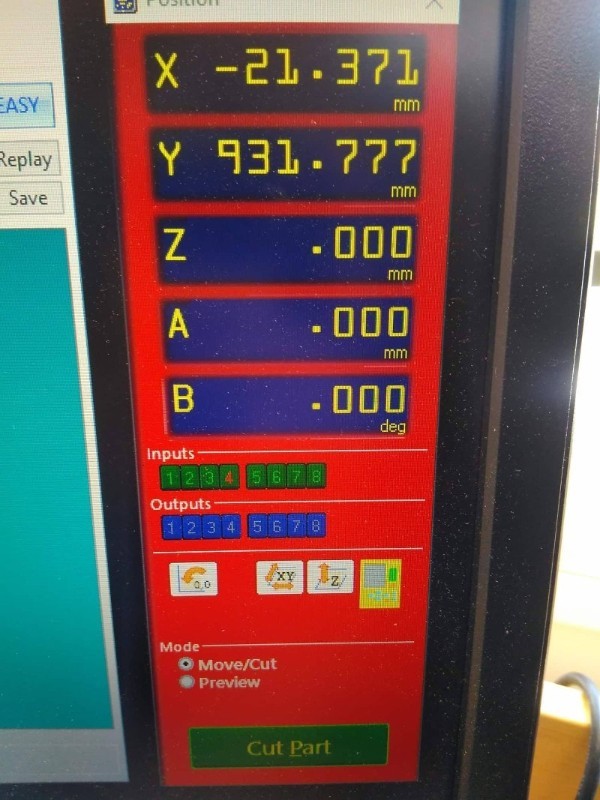 Position
EASY
Replay
Save
X -21.371
mm
Y 931.777
mm
Z .000
mm
A .000
mm
B .000
deg
Inputs
1 2 3 4 5 6 7 8
Outputs
1 2 3 4 5 6 7 8
0,0 XY Z
Mode
Move/Cut
Preview
Cut Part